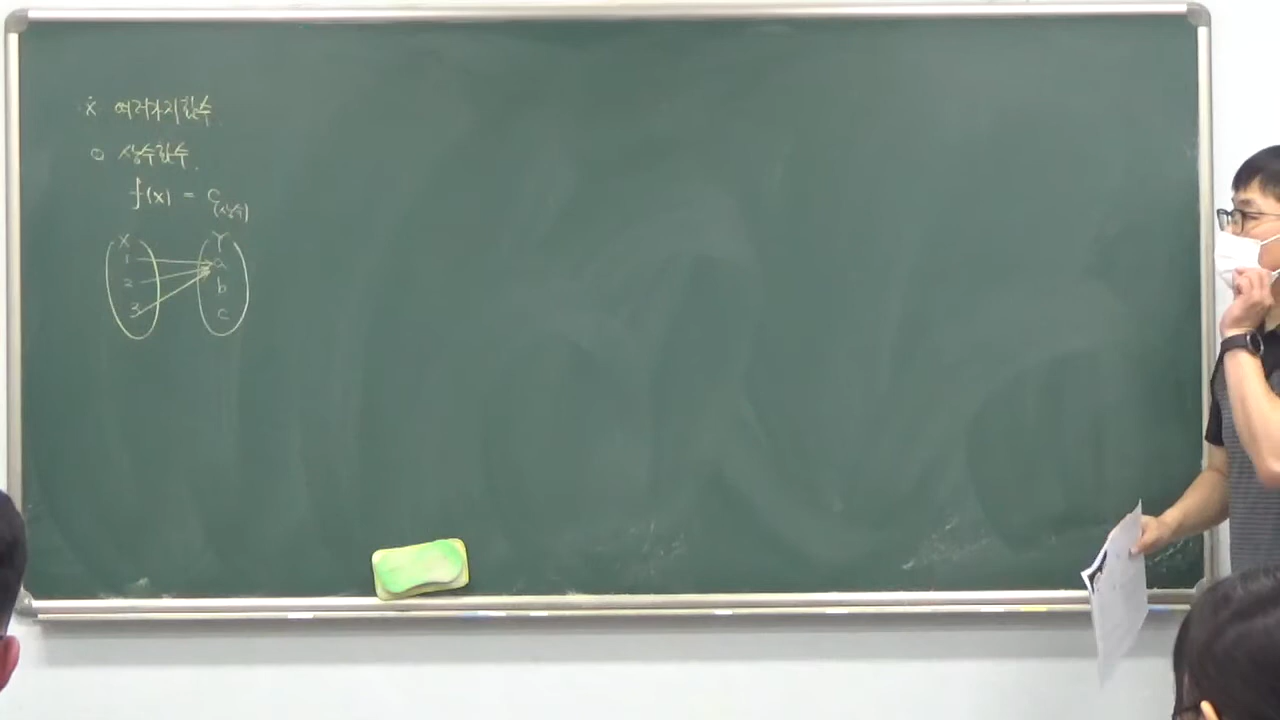 ※ 여러가지 함수.
○ 상수함수.
f(x) = c (상수)
X Y
1 a
2 b
3 c